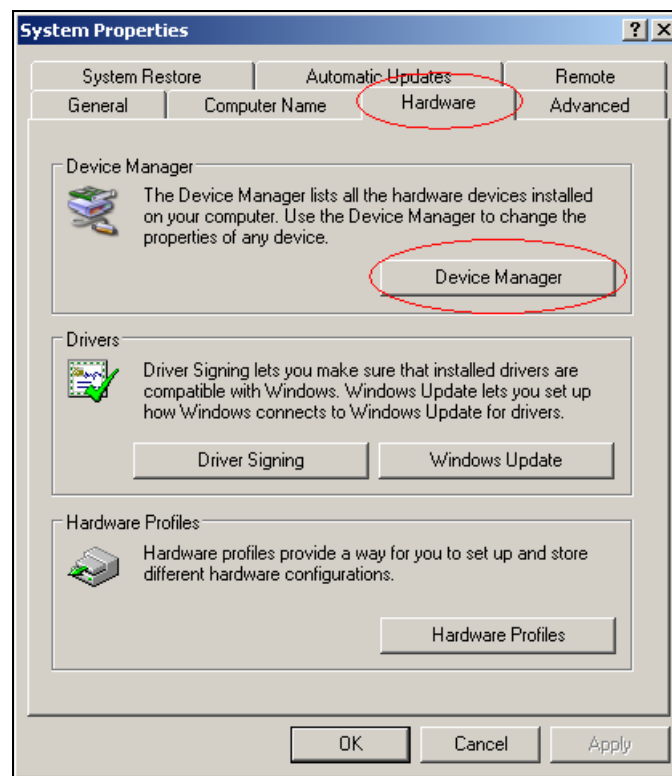 System Properties
System Restore Automatic Updates Remote
General Computer Name Hardware Advanced
Device Manager
The Device Manager lists all the hardware devices installed
on your computer. Use the Device Manager to change the
properties of any device.
Device Manager
Drivers
Driver Signing lets you make sure that installed drivers are
compatible with Windows. Windows Update lets you set up
how Windows connects to Windows Update for drivers.
Driver Signing Windows Update
Hardware Profiles
Hardware profiles provide a way for you to set up and store
different hardware configurations.
Hardware Profiles
OK Cancel Apply